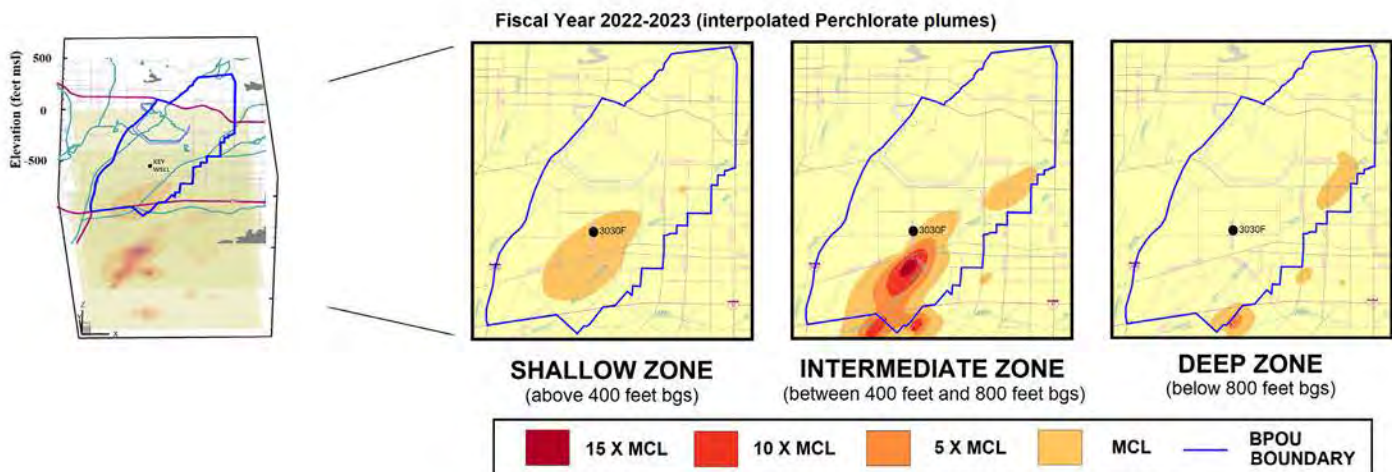 Fiscal Year 2022-2023 (interpolated Perchlorate plumes)
Elevation (feet msl)
500
0
-500
KEY
WELL
Z
X
3030F
3030F
3030F
SHALLOW ZONE
(above 400 feet bgs)
INTERMEDIATE ZONE
(between 400 feet and 800 feet bgs)
DEEP ZONE
(below 800 feet bgs)
15 X MCL
10 X MCL
5 X MCL
MCL
BPOU
BOUNDARY